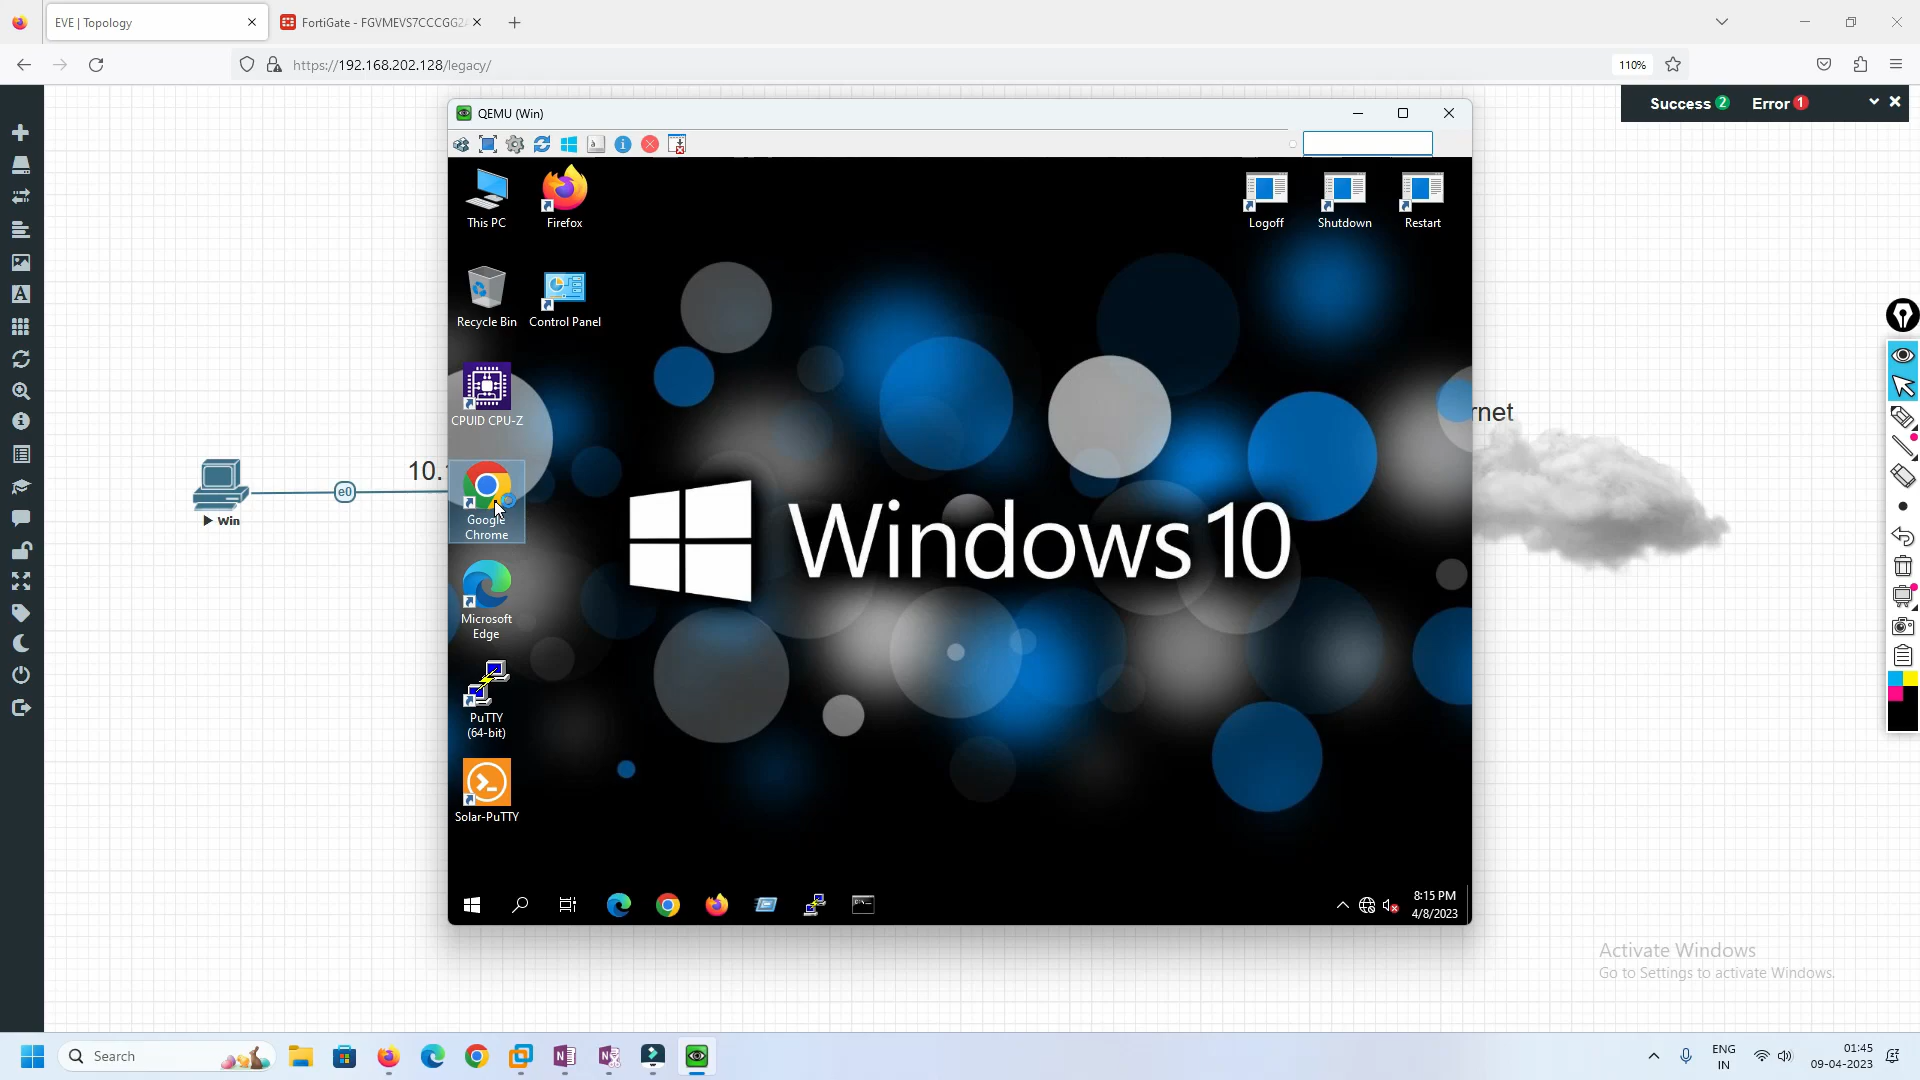 EVE | Topology
FortiGate - FGVMEVS7CCCGG2
https://192.168.202.128/legacy/
110%
Success 2 Error 1
QEMU (Win)
This PC
Firefox
Logoff
Shutdown
Restart
Recycle Bin
Control Panel
CPUID CPU-Z
rnet
10.
e0
Win
Google
Chrome
Windows 10
Microsoft
Edge
PuTTY
(64-bit)
Solar-PuTTY
8:15 PM
4/8/2023
Activate Windows
Go to Settings to activate Windows.
Search
ENG
IN
01:45
09-04-2023